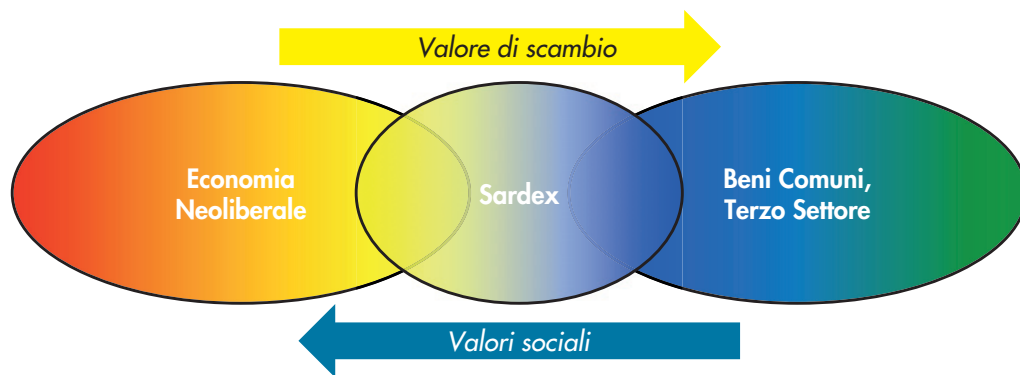 Valore di scambio
Economia
Neoliberale
Sardex
Beni Comuni,
Terzo Settore
Valori sociali